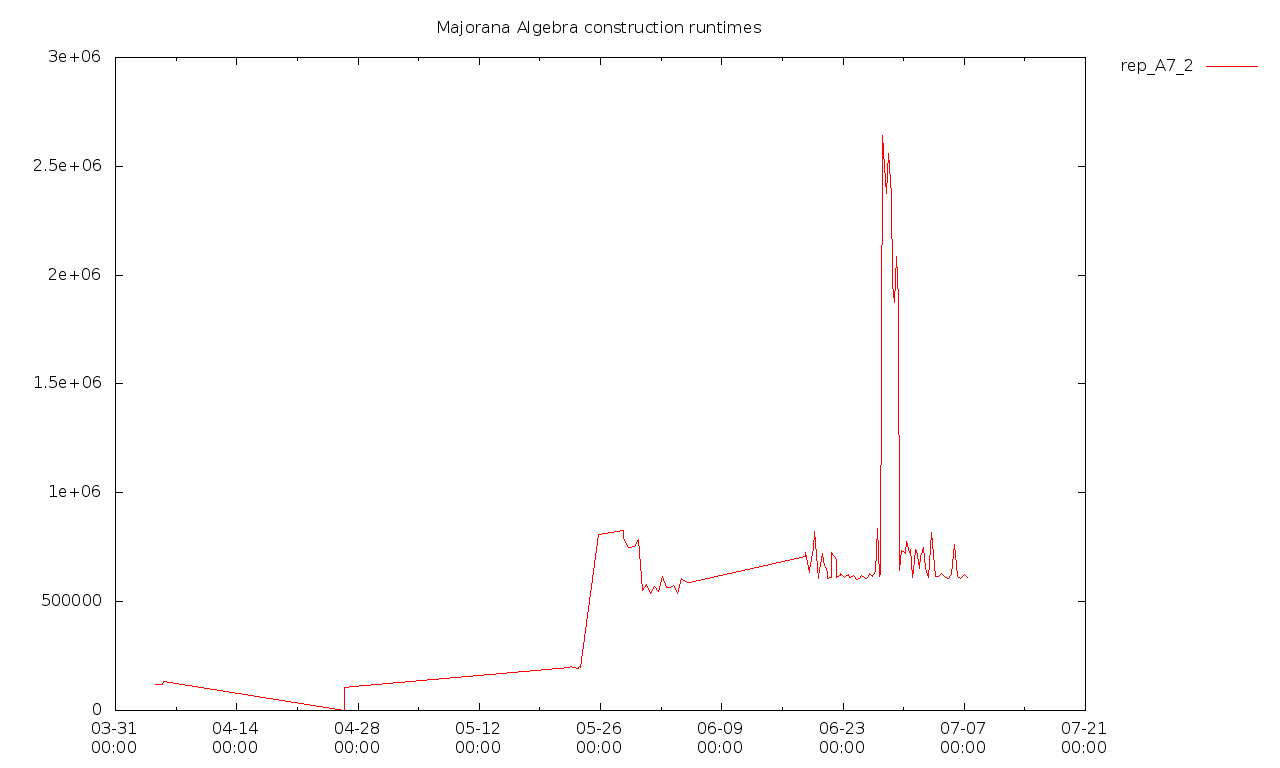 Majorana Algebra construction runtimes
rep_A7_2
3e+06
2.5e+06
2e+06
1.5e+06
1e+06
500000
0
03-31 04-14 04-28 05-12 05-26 06-09 06-23 07-07 07-21
00:00 00:00 00:00 00:00 00:00 00:00 00:00 00:00 00:00